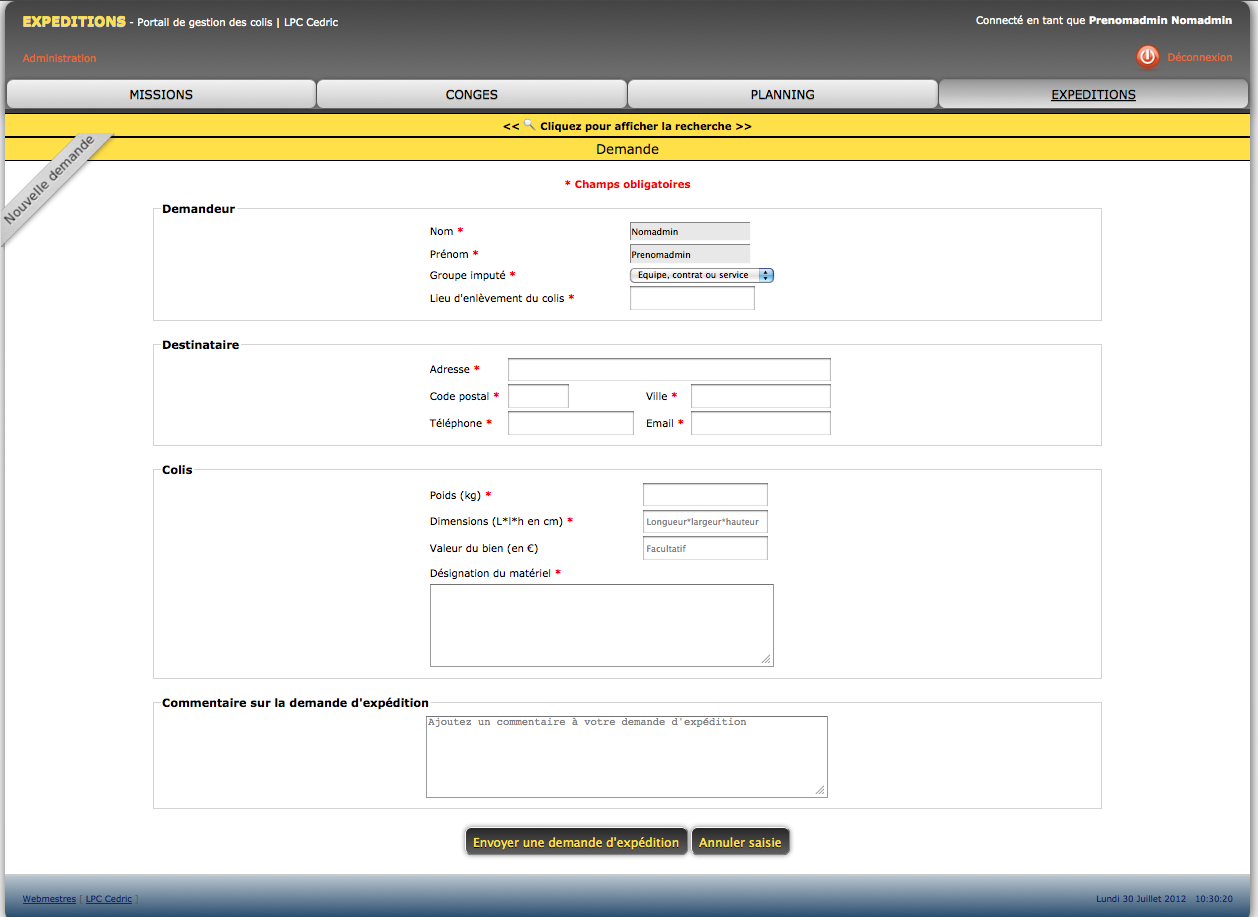 EXPEDITIONS - Portail de gestion des colis | LPC Cedric
Connecté en tant que Prenomadmin Nomadmin
Administration
Déconnexion
MISSIONS CONGES PLANNING EXPEDITIONS
<< Cliquez pour afficher la recherche >>
Demande
Nouvelle demande
* Champs obligatoires
Demandeur
Nom * Nomadmin
Prénom * Prenomadmin
Groupe imputé * Equipe, contrat ou service
Lieu d'enlèvement du colis *
Destinataire
Adresse *
Code postal * Ville *
Téléphone * Email *
Colis
Poids (kg) *
Dimensions (L*l*h en cm) * Longueur*largeur*hauteur
Valeur du bien (en €) Facultatif
Désignation du matériel *
Commentaire sur la demande d'expédition
Ajoutez un commentaire à votre demande d'expédition
Envoyer une demande d'expédition Annuler saisie
Webmestres [ LPC Cedric ]
Lundi 30 Juillet 2012 10:30:20